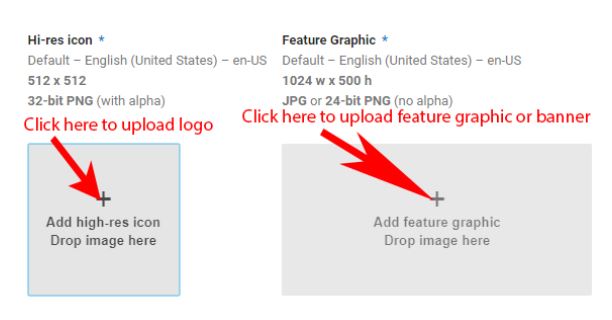 Hi-res icon *
Default – English (United States) – en-US
512 x 512
32-bit PNG (with alpha)
Click here to upload logo
Add high-res icon
Drop image here
Feature Graphic *
Default – English (United States) – en-US
1024 w x 500 h
JPG or 24-bit PNG (no alpha)
Click here to upload feature graphic or banner
Add feature graphic
Drop image here